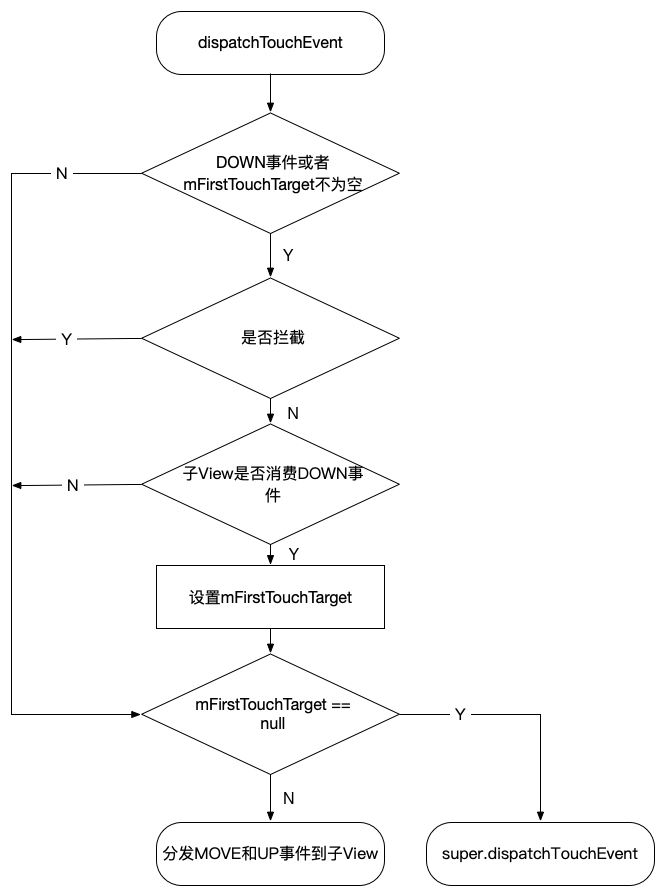 dispatchTouchEvent
DOWN事件或者
mFirstTouchTarget不为空
N
Y
是否拦截
Y
N
子View是否消费DOWN事
件
N
Y
设置mFirstTouchTarget
mFirstTouchTarget ==
null
Y
N
分发MOVE和UP事件到子View
super.dispatchTouchEvent